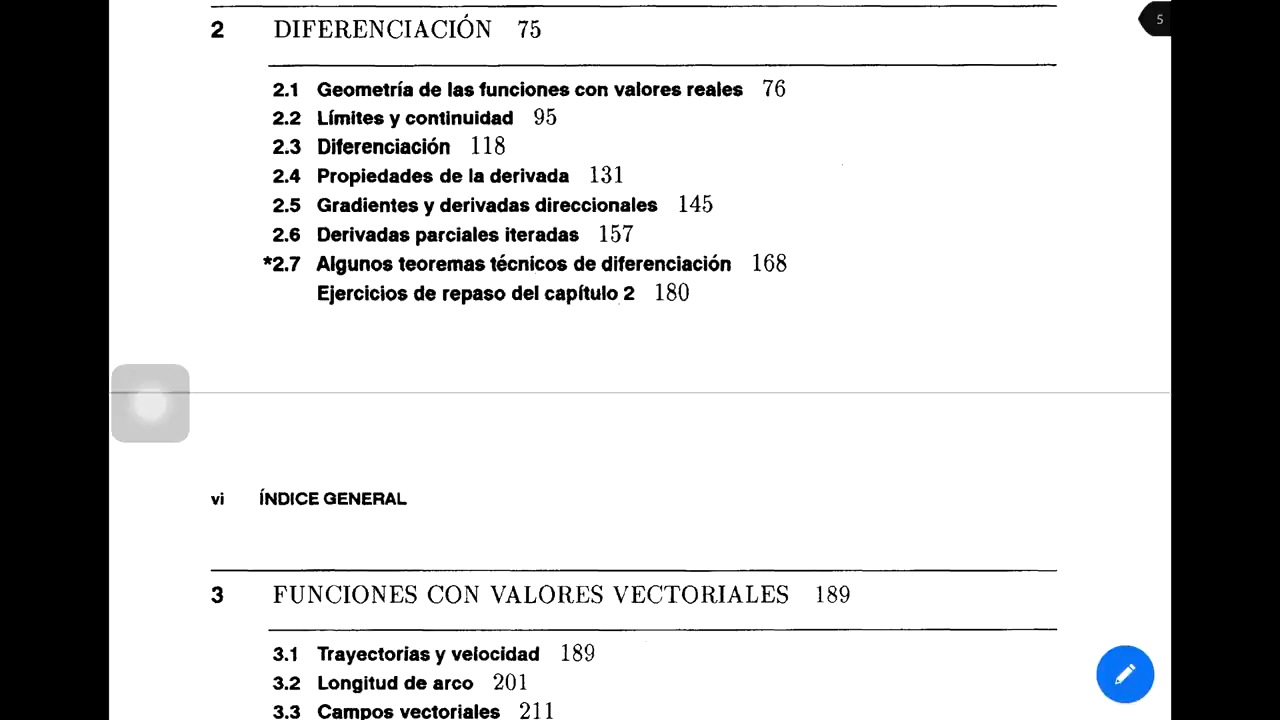 5
2 DIFERENCIACIÓN 75
2.1 Geometría de las funciones con valores reales 76
2.2 Límites y continuidad 95
2.3 Diferenciación 118
2.4 Propiedades de la derivada 131
2.5 Gradientes y derivadas direccionales 145
2.6 Derivadas parciales iteradas 157
*2.7 Algunos teoremas técnicos de diferenciación 168
Ejercicios de repaso del capítulo 2 180
vi ÍNDICE GENERAL
3 FUNCIONES CON VALORES VECTORIALES 189
3.1 Trayectorias y velocidad 189
3.2 Longitud de arco 201
3.3 Campos vectoriales 211